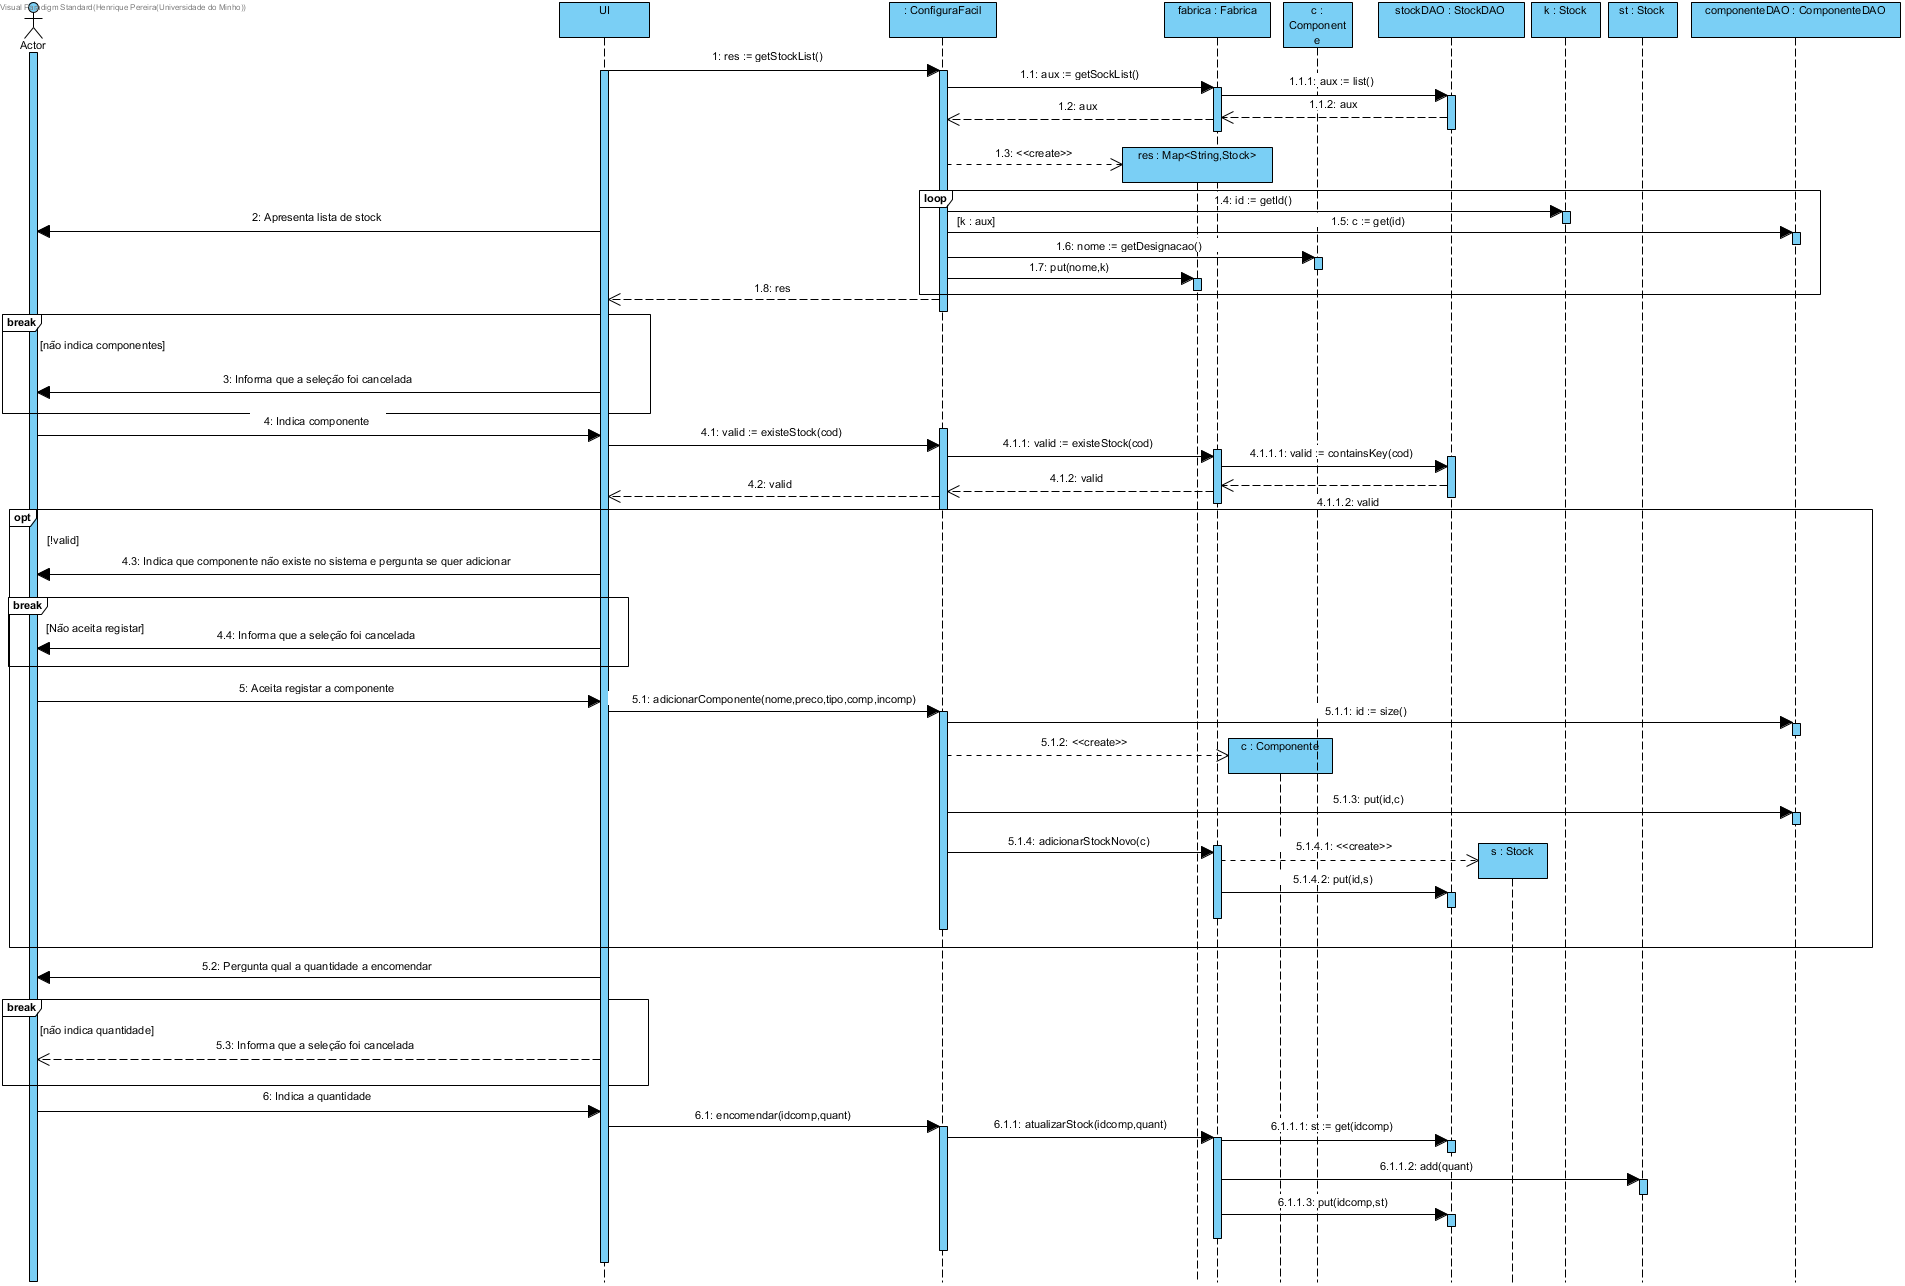 Visual Paradigm Standard(Henrique Pereira(Universidade do Minho))
Actor
UI
: ConfiguraFacil
fabrica : Fabrica
c :
Component
e
stockDAO : StockDAO
k : Stock
st : Stock
componenteDAO : ComponenteDAO
1: res := getStockList()
1.1: aux := getSockList()
1.1.1: aux := list()
1.1.2: aux
1.2: aux
1.3: <<create>>
res : Map<String,Stock>
loop
[k : aux]
1.4: id := getId()
1.5: c := get(id)
2: Apresenta lista de stock
1.6: nome := getDesignacao()
1.7: put(nome,k)
1.8: res
break
[não indica componentes]
3: Informa que a seleção foi cancelada
4: Indica componente
4.1: valid := existeStock(cod)
4.1.1: valid := existeStock(cod)
4.1.1.1: valid := containsKey(cod)
4.1.1.2: valid
4.1.2: valid
4.2: valid
opt
[!valid]
4.3: Indica que componente não existe no sistema e pergunta se quer adicionar
break
[Não aceita registar]
4.4: Informa que a seleção foi cancelada
5: Aceita registar a componente
5.1: adicionarComponente(nome,preco,tipo,comp,incomp)
5.1.1: id := size()
5.1.2: <<create>>
c : Componente
5.1.3: put(id,c)
5.1.4: adicionarStockNovo(c)
5.1.4.1: <<create>>
s : Stock
5.1.4.2: put(id,s)
5.2: Pergunta qual a quantidade a encomendar
break
[não indica quantidade]
5.3: Informa que a seleção foi cancelada
6: Indica a quantidade
6.1: encomendar(idcomp,quant)
6.1.1: atualizarStock(idcomp,quant)
6.1.1.1: st := get(idcomp)
6.1.1.2: add(quant)
6.1.1.3: put(idcomp,st)